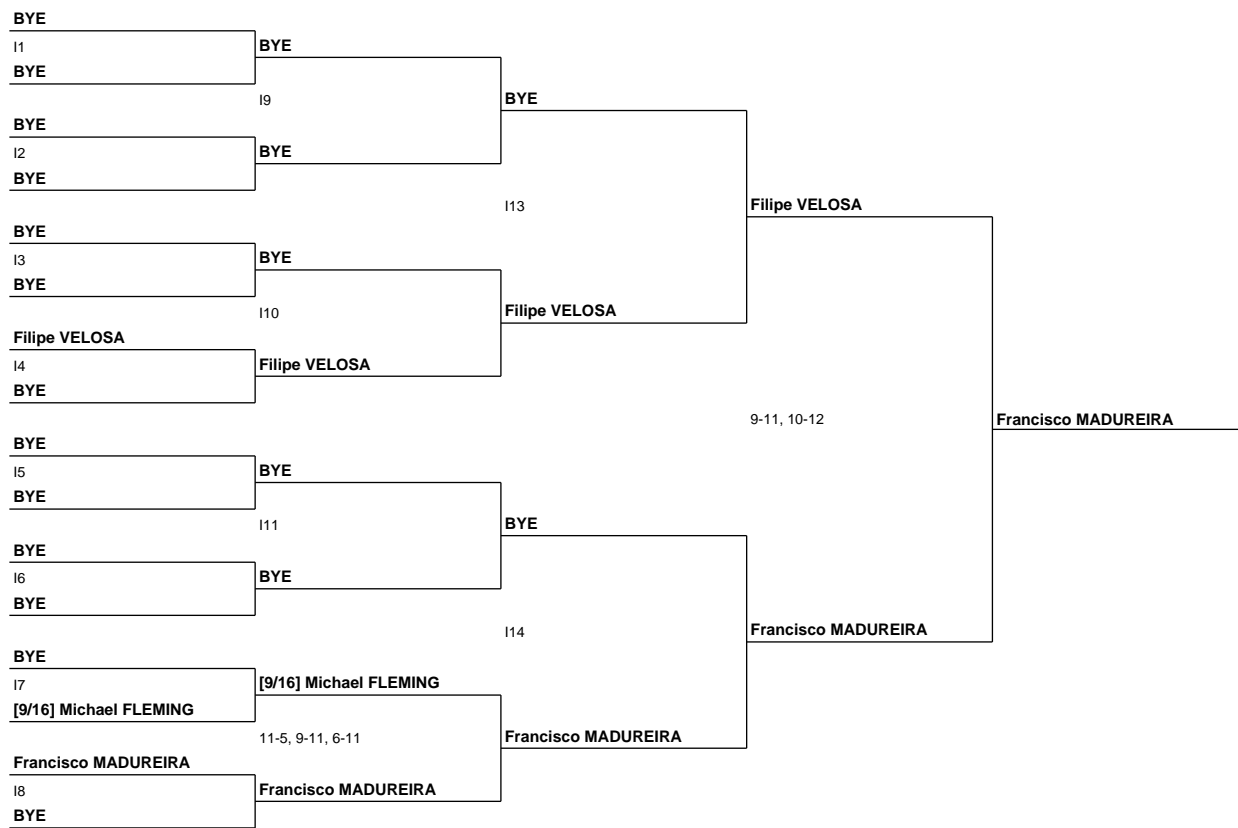 BYE
I1
BYE
BYE
I9
BYE
BYE
I2
BYE
BYE
I13
Filipe VELOSA
BYE
I3
BYE
BYE
I10
Filipe VELOSA
Filipe VELOSA
I4
Filipe VELOSA
BYE
9-11, 10-12
Francisco MADUREIRA
BYE
I5
BYE
BYE
I11
BYE
BYE
I6
BYE
BYE
I14
Francisco MADUREIRA
BYE
I7
[9/16] Michael FLEMING
[9/16] Michael FLEMING
11-5, 9-11, 6-11
Francisco MADUREIRA
Francisco MADUREIRA
I8
Francisco MADUREIRA
BYE